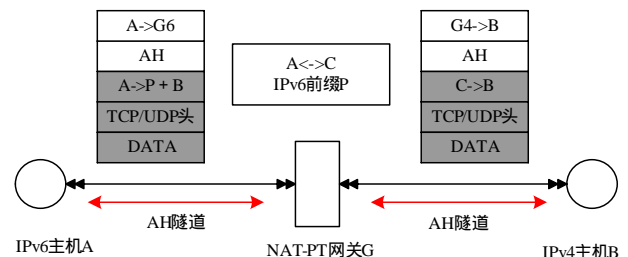 A->G6
AH
A->P + B
TCP/UDP头
DATA
A<->C
IPv6前缀P
G4->B
AH
C->B
TCP/UDP头
DATA
AH隧道
AH隧道
IPv6主机A
NAT-PT网关G
IPv4主机B